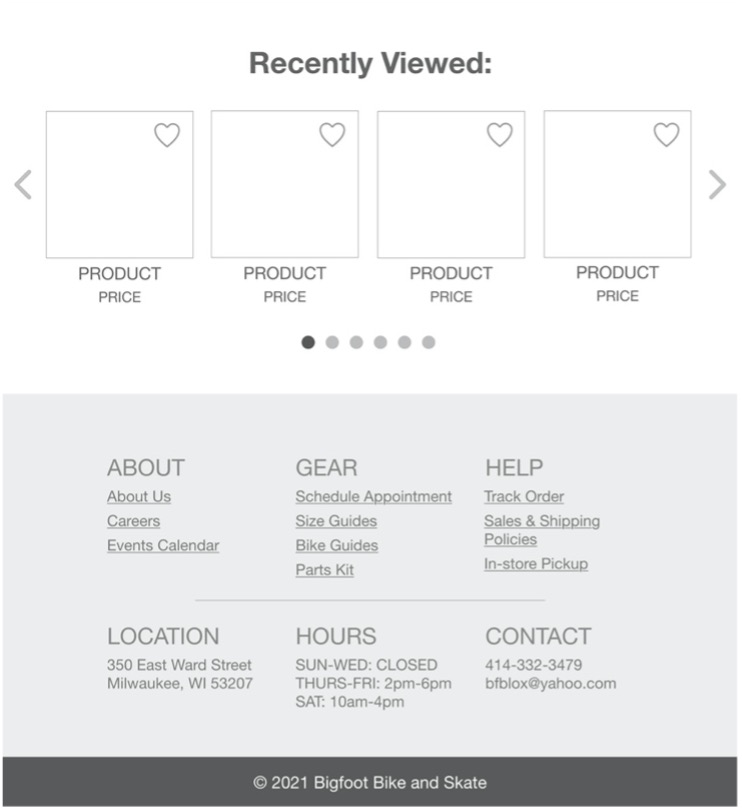 Recently Viewed:
PRODUCT
PRICE
PRODUCT
PRICE
PRODUCT
PRICE
PRODUCT
PRICE
ABOUT
About Us
Careers
Events Calendar
GEAR
Schedule Appointment
Size Guides
Bike Guides
Parts Kit
HELP
Track Order
Sales & Shipping
Policies
In-store Pickup
LOCATION
350 East Ward Street
Milwaukee, WI 53207
HOURS
SUN-WED: CLOSED
THURS-FRI: 2pm-6pm
SAT: 10am-4pm
CONTACT
414-332-3479
bfblox@yahoo.com
© 2021 Bigfoot Bike and Skate